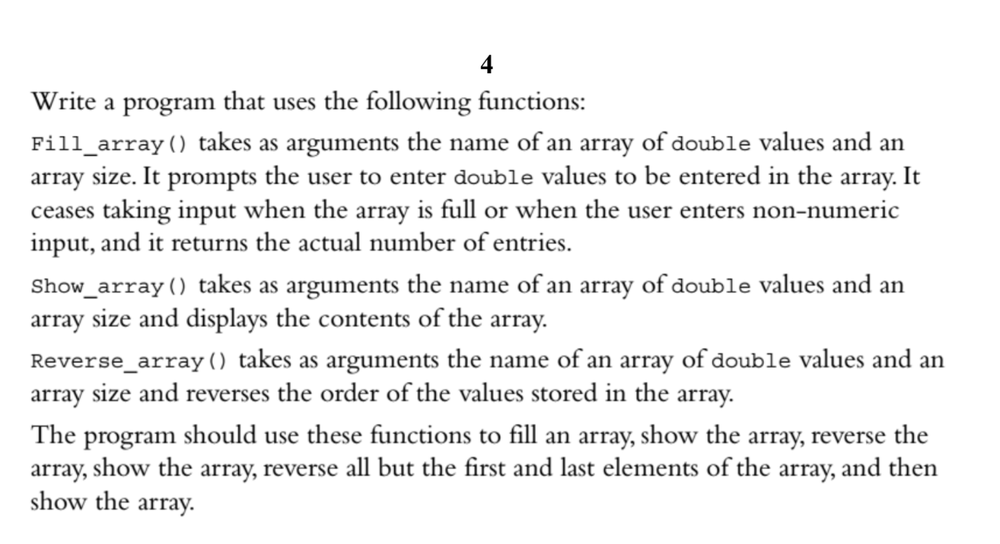 4
Write a program that uses the following functions:
Fill_array() takes as arguments the name of an array of double values and an
array size. It prompts the user to enter double values to be entered in the array. It
ceases taking input when the array is full or when the user enters non-numeric
input, and it returns the actual number of entries.
Show_array() takes as arguments the name of an array of double values and an
array size and displays the contents of the array.
Reverse_array() takes as arguments the name of an array of double values and an
array size and reverses the order of the values stored in the array.
The program should use these functions to fill an array, show the array, reverse the
array, show the array, reverse all but the first and last elements of the array, and then
show the array.